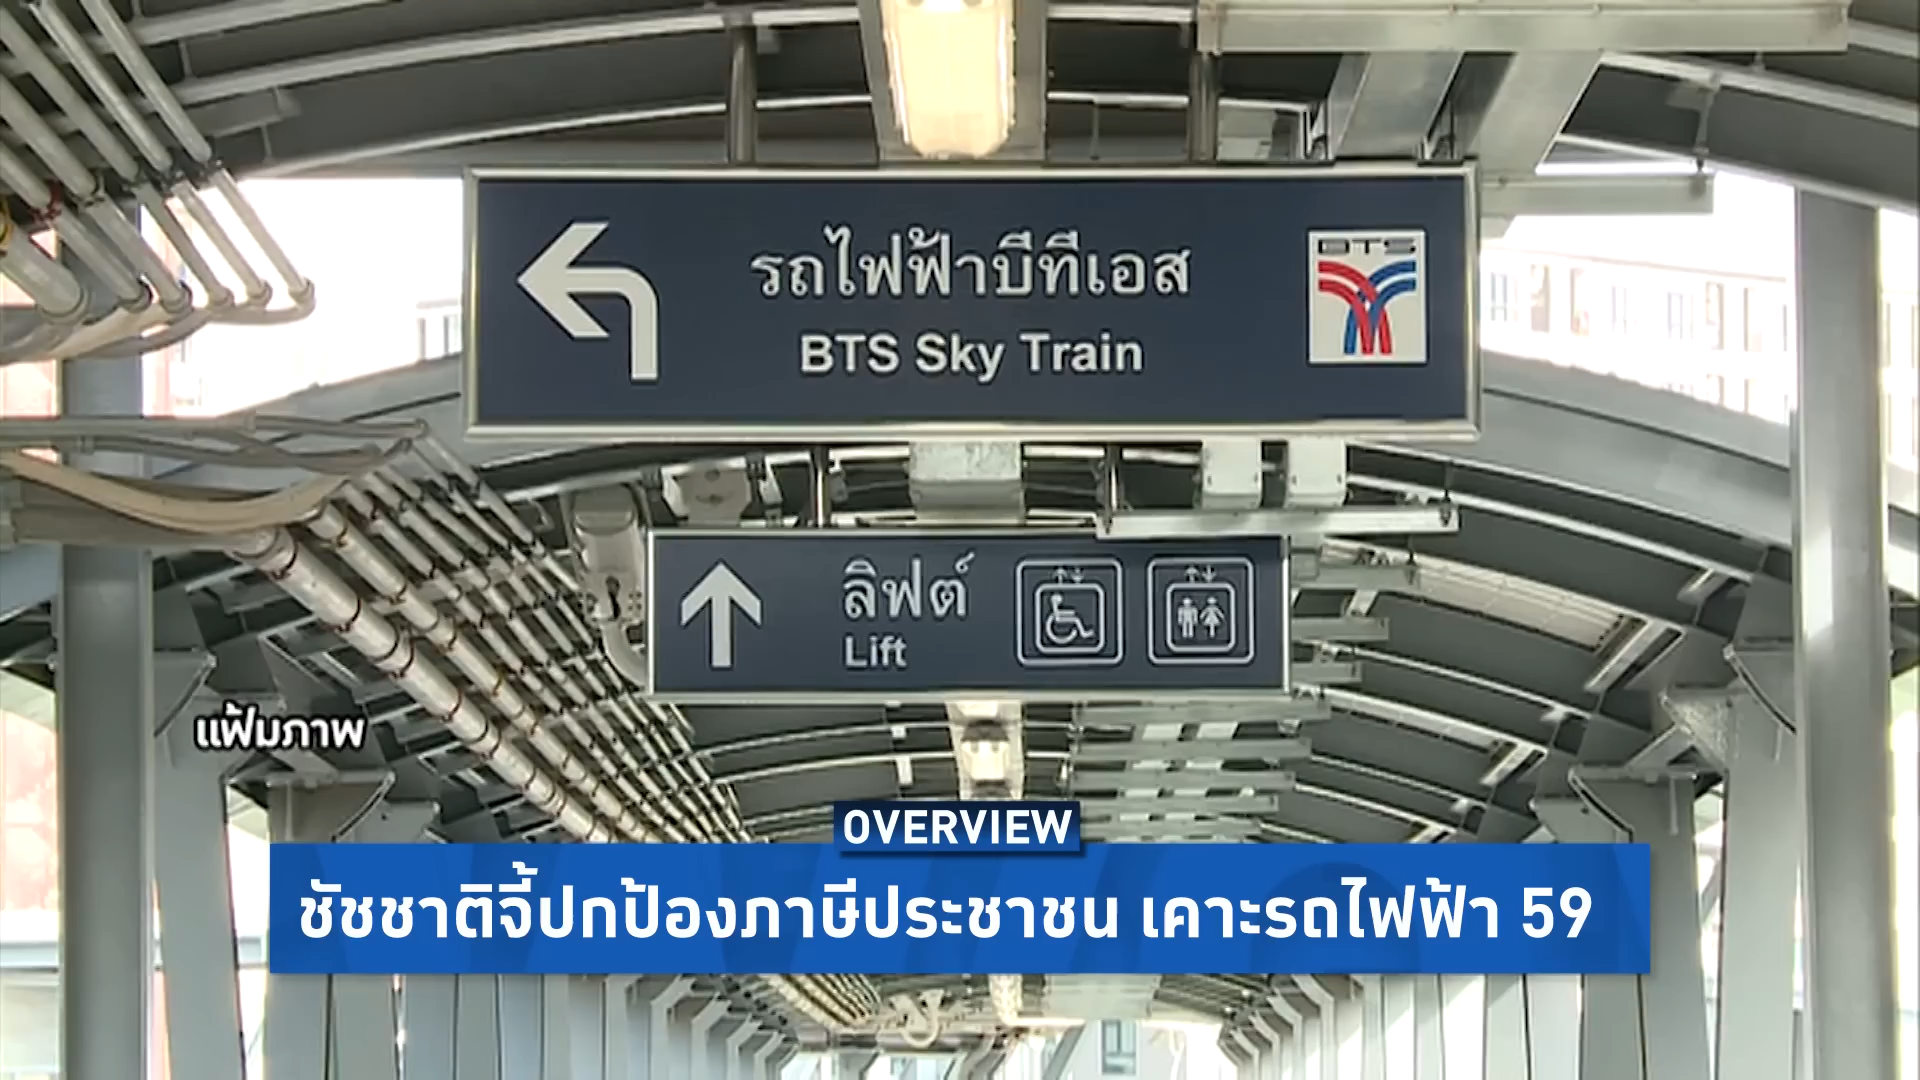 รถไฟฟ้าบีทีเอส
BTS
BTS Sky Train
ลิฟต์
Lift
แฟ้มภาพ
OVERVIEW
ชัชชาติจี้ปกป้องภาษีประชาชน เคาะรถไฟฟ้า 59